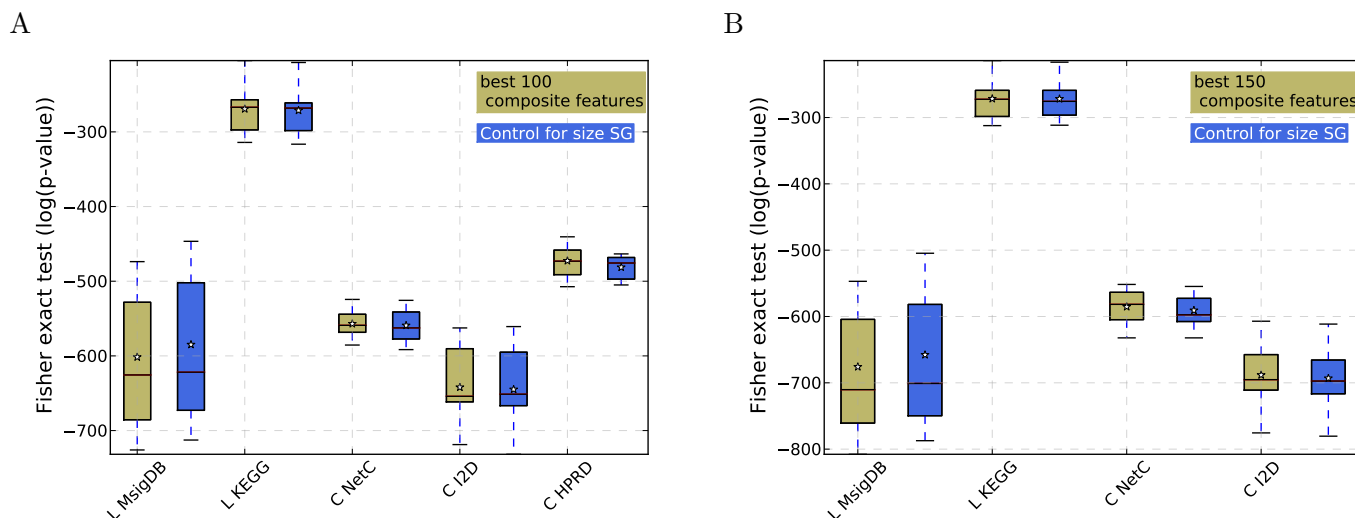 A
Fisher exact test (log(p-value))
−300
−400
−500
−600
−700
best 100
composite features
Control for size SG
L MsigDB
L KEGG
C NetC
C I2D
C HPRD
B
Fisher exact test (log(p-value))
−300
−400
−500
−600
−700
−800
best 150
composite features
Control for size SG
L MsigDB
L KEGG
C NetC
C I2D